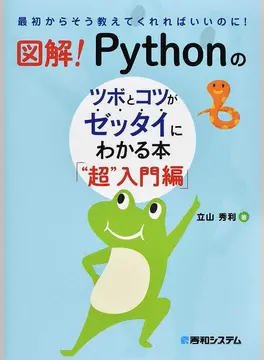 最初からそう教えてくれればいいのに!
図解! Pythonの
ツボとコツが
ゼッタイに
わかる本
「“超”入門編」
立山 秀利 著
秀和システム